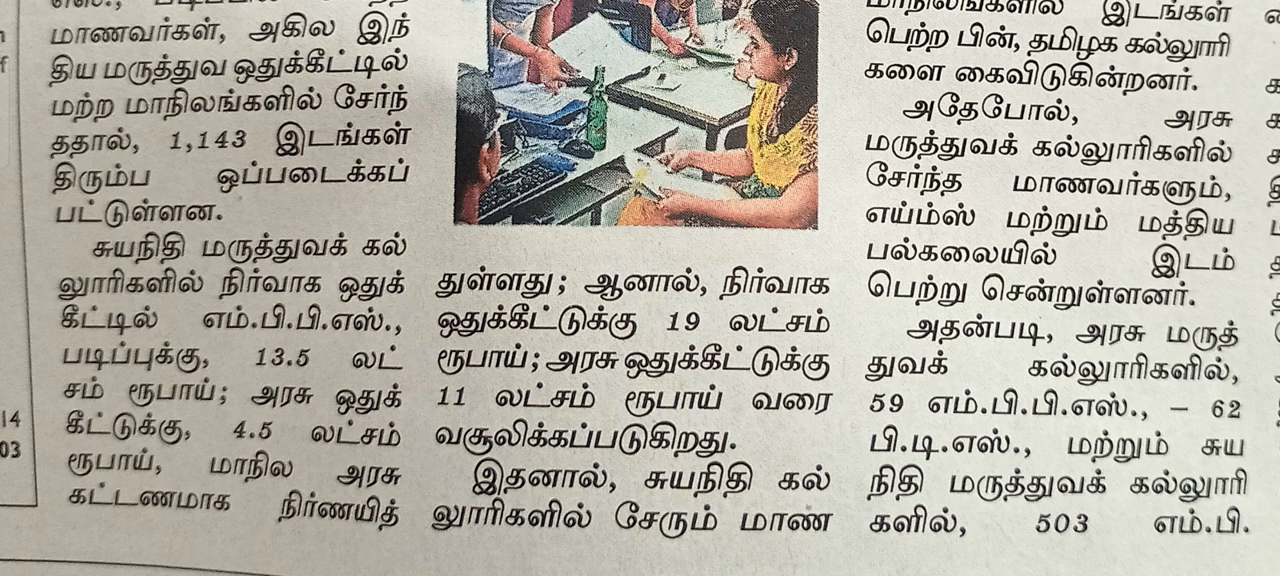 மாணவர்கள், அகில இந்
திய மருத்துவ ஒதுக்கீட்டில்
மற்ற மாநிலங்களில் சேர்ந்
ததால், 1,143 இடங்கள்
திரும்ப ஒப்படைக்கப்
பட்டுள்ளன.
சுயநிதி மருத்துவக் கல்
லுாரிகளில் நிர்வாக ஒதுக்
கீட்டில் எம்.பி.பி.எஸ்.,
படிப்புக்கு, 13.5 லட்
சம் ரூபாய்; அரசு ஒதுக்
கீட்டுக்கு, 4.5 லட்சம்
ரூபாய், மாநில அரசு
கட்டணமாக நிர்ணயித்
துள்ளது; ஆனால், நிர்வாக
ஒதுக்கீட்டுக்கு 19 லட்சம்
ரூபாய்; அரசு ஒதுக்கீட்டுக்கு
11 லட்சம் ரூபாய் வரை
வசூலிக்கப்படுகிறது.
இதனால், சுயநிதி கல்
லுாரிகளில் சேரும் மாண
மாநிலங்களில் இடங்கள்
பெற்ற பின், தமிழக கல்லுாரி
களை கைவிடுகின்றனர்.
அதேபோல், அரசு
மருத்துவக் கல்லுாரிகளில்
சேர்ந்த மாணவர்களும்,
எய்ம்ஸ் மற்றும் மத்திய
பல்கலையில் இடம்
பெற்று சென்றுள்ளனர்.
அதன்படி, அரசு மருத்
துவக் கல்லுாரிகளில்,
59 எம்.பி.பி.எஸ்., – 62
பி.டி.எஸ்., மற்றும் சுய
நிதி மருத்துவக் கல்லுாரி
களில், 503 எம்.பி.
14
03